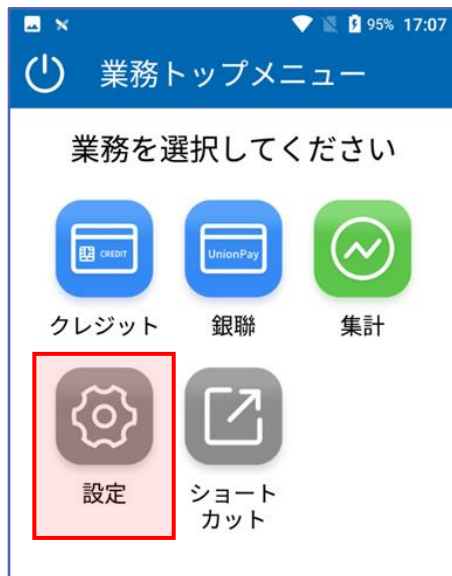 95% 17:07
業務トップメニュー
業務を選択してください
CREDIT
UnionPay
クレジット
銀聯
集計
設定
ショート
カット